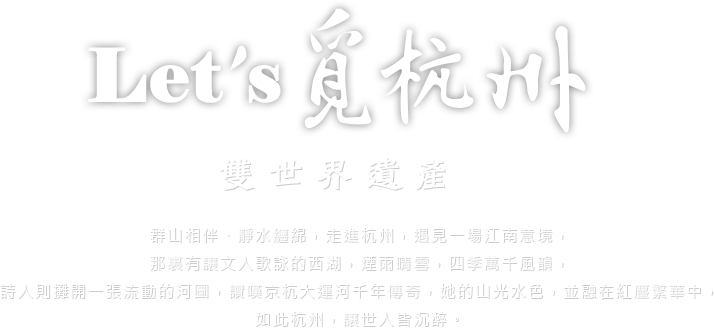 Let's覓杭州
雙世界遺產
群山相伴、靜水纏綿，走進杭州，遇見一場江南意境，
那裏有讓文人歌詠的西湖，煙雨晴雪，四季萬千風韻，
詩人則攤開一張流動的河圖，讚嘆京杭大運河千年傳奇，她的山光水色，並融在紅塵繁華中，
如此杭州，讓世人皆沉醉。